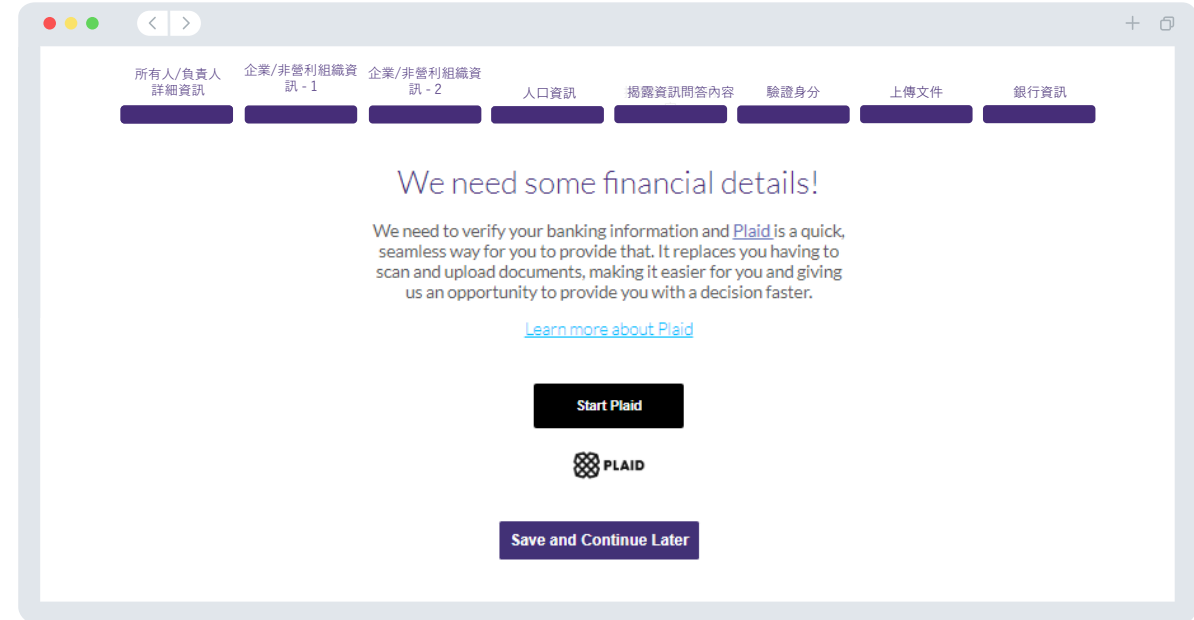 所有人/負責人
詳細資訊
企業/非營利組織資
訊 - 1
企業/非營利組織資
訊 - 2
人口資訊
揭露資訊問答內容
驗證身分
上傳文件
銀行資訊
We need some financial details!
We need to verify your banking information and Plaid is a quick,
seamless way for you to provide that. It replaces you having to
scan and upload documents, making it easier for you and giving
us an opportunity to provide you with a decision faster.
Learn more about Plaid
Start Plaid
PLAID
Save and Continue Later